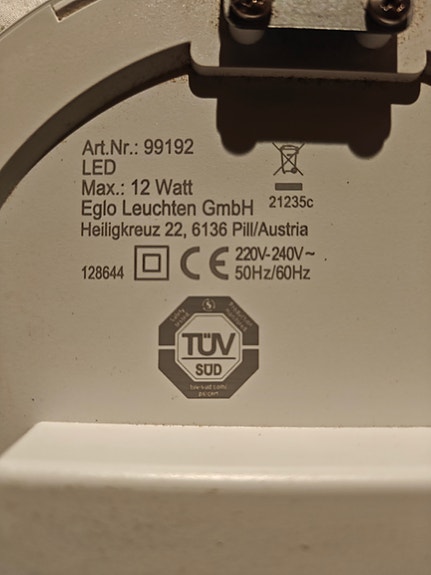 Art.Nr.: 99192
LED
Max.: 12 Watt
Eglo Leuchten GmbH
21235c
Heiligkreuz 22, 6136 Pill/Austria
128644
CE
220V-240V~
50Hz/60Hz
TÜV
SÜD